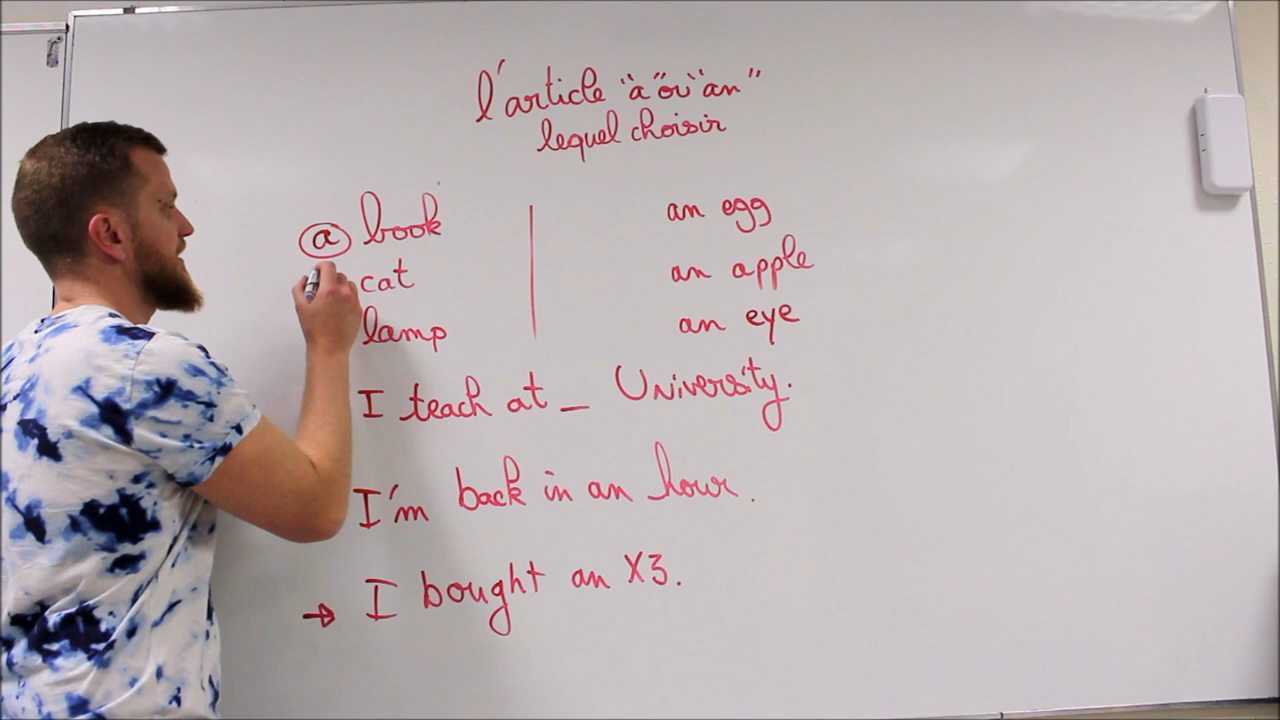 l'article "a" ou "an"
lequel choisir
a book
cat
lamp
an egg
an apple
an eye
I teach at _ University.
I'm back in an hour.
→ I bought an X3.